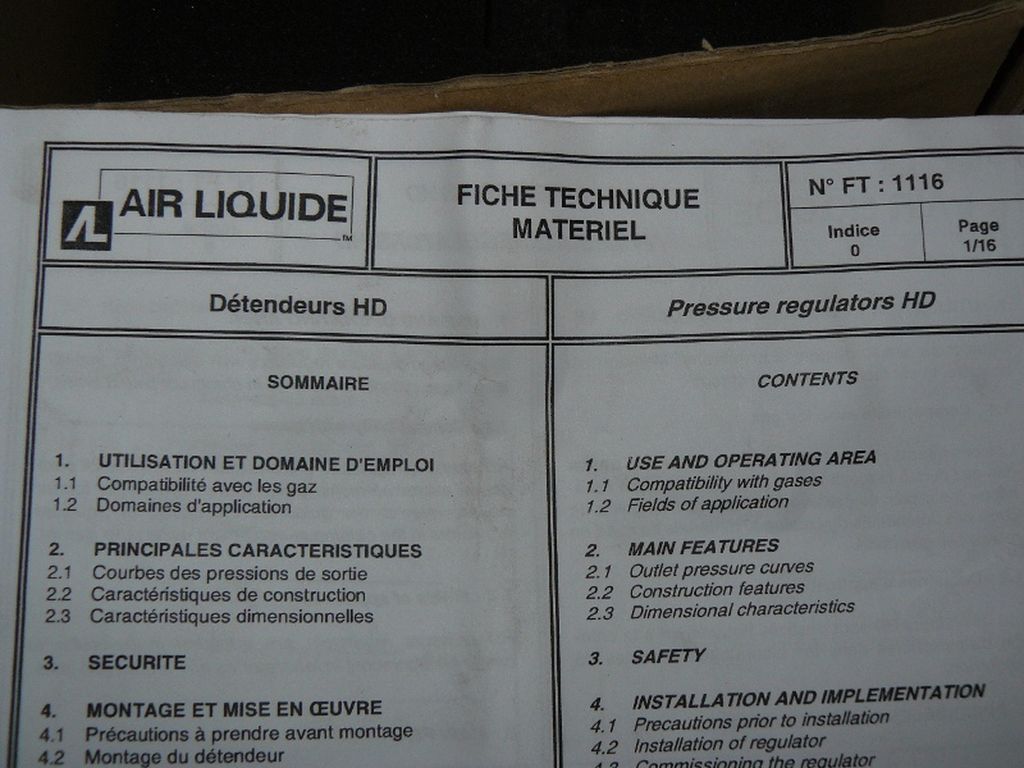 AIR LIQUIDE
TM
FICHE TECHNIQUE
MATERIEL
N° FT : 1116
Indice
0
Page
1/16
Détendeurs HD
Pressure regulators HD
SOMMAIRE
1. UTILISATION ET DOMAINE D'EMPLOI
1.1 Compatibilité avec les gaz
1.2 Domaines d'application
2. PRINCIPALES CARACTERISTIQUES
2.1 Courbes des pressions de sortie
2.2 Caractéristiques de construction
2.3 Caractéristiques dimensionnelles
3. SECURITE
4. MONTAGE ET MISE EN ŒUVRE
4.1 Précautions à prendre avant montage
4.2 Montage du détendeur
CONTENTS
1. USE AND OPERATING AREA
1.1 Compatibility with gases
1.2 Fields of application
2. MAIN FEATURES
2.1 Outlet pressure curves
2.2 Construction features
2.3 Dimensional characteristics
3. SAFETY
4. INSTALLATION AND IMPLEMENTATION
4.1 Precautions prior to installation
4.2 Installation of regulator
4.3 Commissioning the regulator